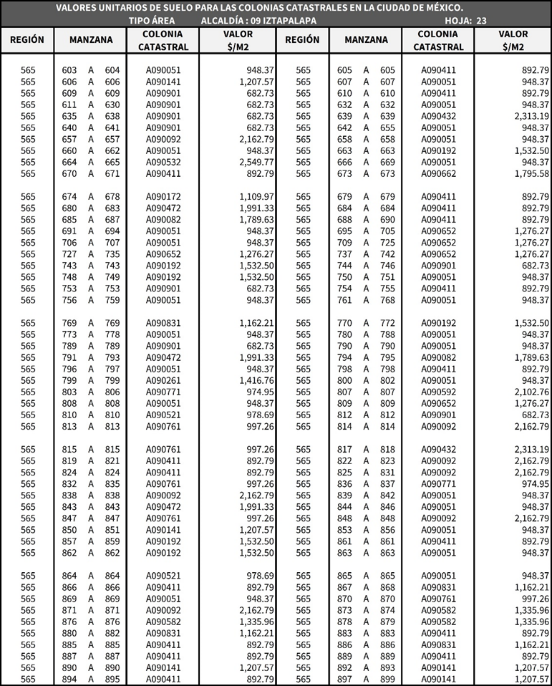 VALORES UNITARIOS DE SUELO PARA LAS COLONIAS CATASTRALES EN LA CIUDAD DE MÉXICO.
TIPO ÁREA ALCALDÍA : 09 IZTAPALAPA HOJA: 23
REGIÓN MANZANA COLONIA CATASTRAL VALOR $/M2 REGIÓN MANZANA COLONIA CATASTRAL VALOR $/M2
565 603 A 604 A090051 948.37 565 605 A 605 A090411 892.79
565 606 A 606 A090141 1,207.57 565 607 A 607 A090051 948.37
565 609 A 609 A090901 682.73 565 610 A 610 A090411 892.79
565 611 A 630 A090901 682.73 565 632 A 632 A090051 948.37
565 635 A 638 A090901 682.73 565 639 A 639 A090432 2,313.19
565 640 A 641 A090901 682.73 565 642 A 655 A090051 948.37
565 657 A 657 A090092 2,162.79 565 658 A 658 A090051 948.37
565 660 A 662 A090051 948.37 565 663 A 663 A090192 1,532.50
565 664 A 665 A090532 2,549.77 565 666 A 669 A090051 948.37
565 670 A 671 A090411 892.79 565 673 A 673 A090662 1,795.58
565 674 A 678 A090172 1,109.97 565 679 A 679 A090411 892.79
565 680 A 683 A090472 1,991.33 565 684 A 684 A090411 892.79
565 685 A 687 A090082 1,789.63 565 688 A 690 A090411 892.79
565 691 A 694 A090051 948.37 565 695 A 705 A090652 1,276.27
565 706 A 707 A090051 948.37 565 709 A 725 A090652 1,276.27
565 727 A 735 A090652 1,276.27 565 737 A 742 A090652 1,276.27
565 743 A 743 A090192 1,532.50 565 744 A 746 A090901 682.73
565 748 A 749 A090192 1,532.50 565 750 A 751 A090051 948.37
565 753 A 753 A090901 682.73 565 754 A 755 A090411 892.79
565 756 A 759 A090051 948.37 565 761 A 768 A090051 948.37
565 769 A 769 A090831 1,162.21 565 770 A 772 A090192 1,532.50
565 773 A 778 A090051 948.37 565 780 A 788 A090051 948.37
565 789 A 789 A090901 682.73 565 790 A 790 A090051 948.37
565 791 A 793 A090472 1,991.33 565 794 A 795 A090082 1,789.63
565 796 A 797 A090051 948.37 565 798 A 798 A090411 892.79
565 799 A 799 A090261 1,416.76 565 800 A 802 A090051 948.37
565 803 A 806 A090771 974.95 565 807 A 807 A090592 2,102.76
565 808 A 808 A090051 948.37 565 809 A 809 A090652 1,276.27
565 810 A 810 A090521 978.69 565 812 A 812 A090901 682.73
565 813 A 813 A090761 997.26 565 814 A 814 A090092 2,162.79
565 815 A 815 A090761 997.26 565 817 A 818 A090432 2,313.19
565 819 A 821 A090411 892.79 565 822 A 823 A090092 2,162.79
565 824 A 824 A090411 892.79 565 825 A 831 A090092 2,162.79
565 832 A 835 A090761 997.26 565 836 A 837 A090771 974.95
565 838 A 838 A090092 2,162.79 565 839 A 842 A090051 948.37
565 843 A 843 A090472 1,991.33 565 844 A 846 A090051 948.37
565 847 A 847 A090761 997.26 565 848 A 848 A090092 2,162.79
565 850 A 851 A090141 1,207.57 565 853 A 856 A090051 948.37
565 857 A 859 A090192 1,532.50 565 861 A 861 A090411 892.79
565 862 A 862 A090192 1,532.50 565 863 A 863 A090051 948.37
565 864 A 864 A090521 978.69 565 865 A 865 A090051 948.37
565 866 A 866 A090411 892.79 565 867 A 868 A090831 1,162.21
565 869 A 869 A090051 948.37 565 870 A 870 A090761 997.26
565 871 A 871 A090092 2,162.79 565 873 A 874 A090582 1,335.96
565 876 A 876 A090582 1,335.96 565 878 A 879 A090582 1,335.96
565 880 A 882 A090831 1,162.21 565 883 A 883 A090411 892.79
565 885 A 885 A090411 892.79 565 886 A 886 A090831 1,162.21
565 887 A 887 A090411 892.79 565 889 A 889 A090411 892.79
565 890 A 890 A090141 1,207.57 565 892 A 893 A090141 1,207.57
565 894 A 895 A090411 892.79 565 897 A 899 A090141 1,207.57